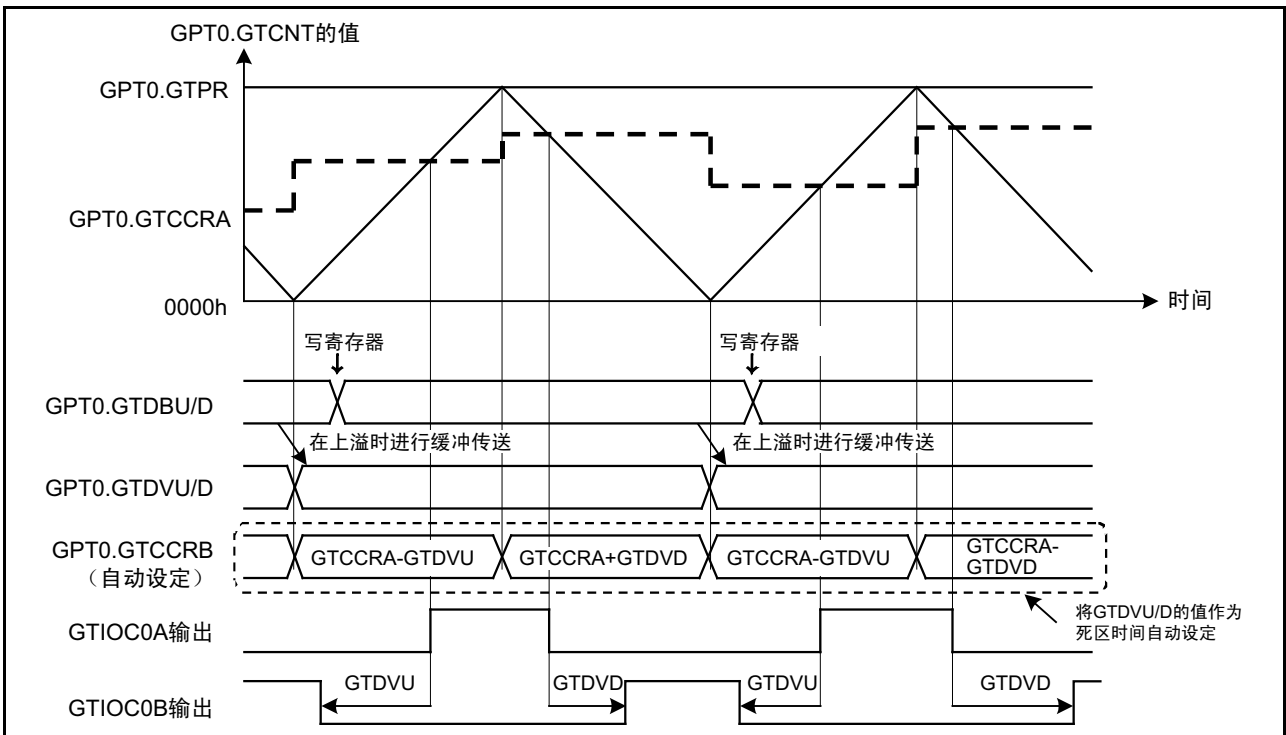 GPT0.GTCNT的值
GPT0.GTPR
GPT0.GTCCRA
0000h
时间
写寄存器
写寄存器
GPT0.GTDBU/D
在上溢时进行缓冲传送
在上溢时进行缓冲传送
GPT0.GTDVU/D
GPT0.GTCCRB
（自动设定）
GTCCRA-GTDVU
GTCCRA+GTDVD
GTCCRA-GTDVU
GTCCRA-
GTDVD
将GTDVU/D的值作为
死区时间自动设定
GTIOC0A输出
GTDVU
GTDVD
GTDVU
GTDVD
GTIOC0B输出